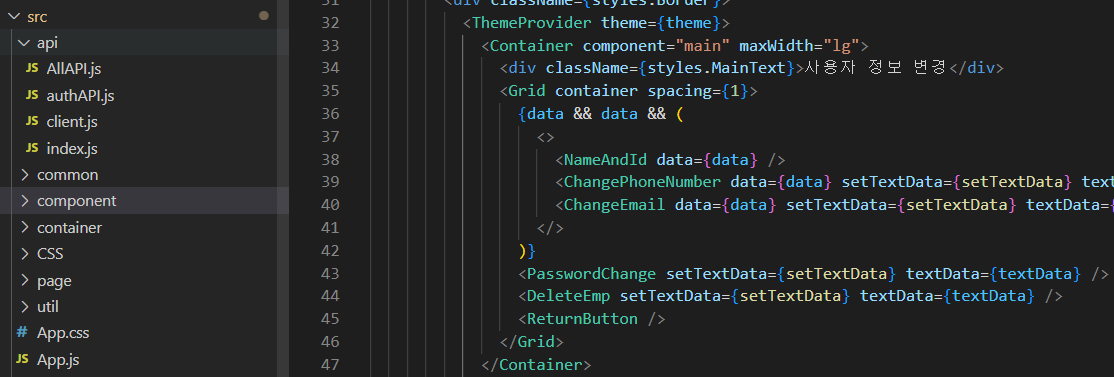 src
api
JS AllAPI.js
JS authAPI.js
JS client.js
JS index.js
common
component
container
CSS
page
util
# App.css
JS App.js
31 <div className={styles.Border}>
32 <ThemeProvider theme={theme}>
33 <Container component="main" maxWidth="lg">
34 <div className={styles.MainText}>사용자 정보 변경</div>
35 <Grid container spacing={1}>
36 {data && data && (
37 <>
38 <NameAndId data={data} />
39 <ChangePhoneNumber data={data} setTextData={setTextData} text
40 <ChangeEmail data={data} setTextData={setTextData} textData={
41 </>
42 )}
43 <PasswordChange setTextData={setTextData} textData={textData} />
44 <DeleteEmp setTextData={setTextData} textData={textData} />
45 <ReturnButton />
46 </Grid>
47 </Container>